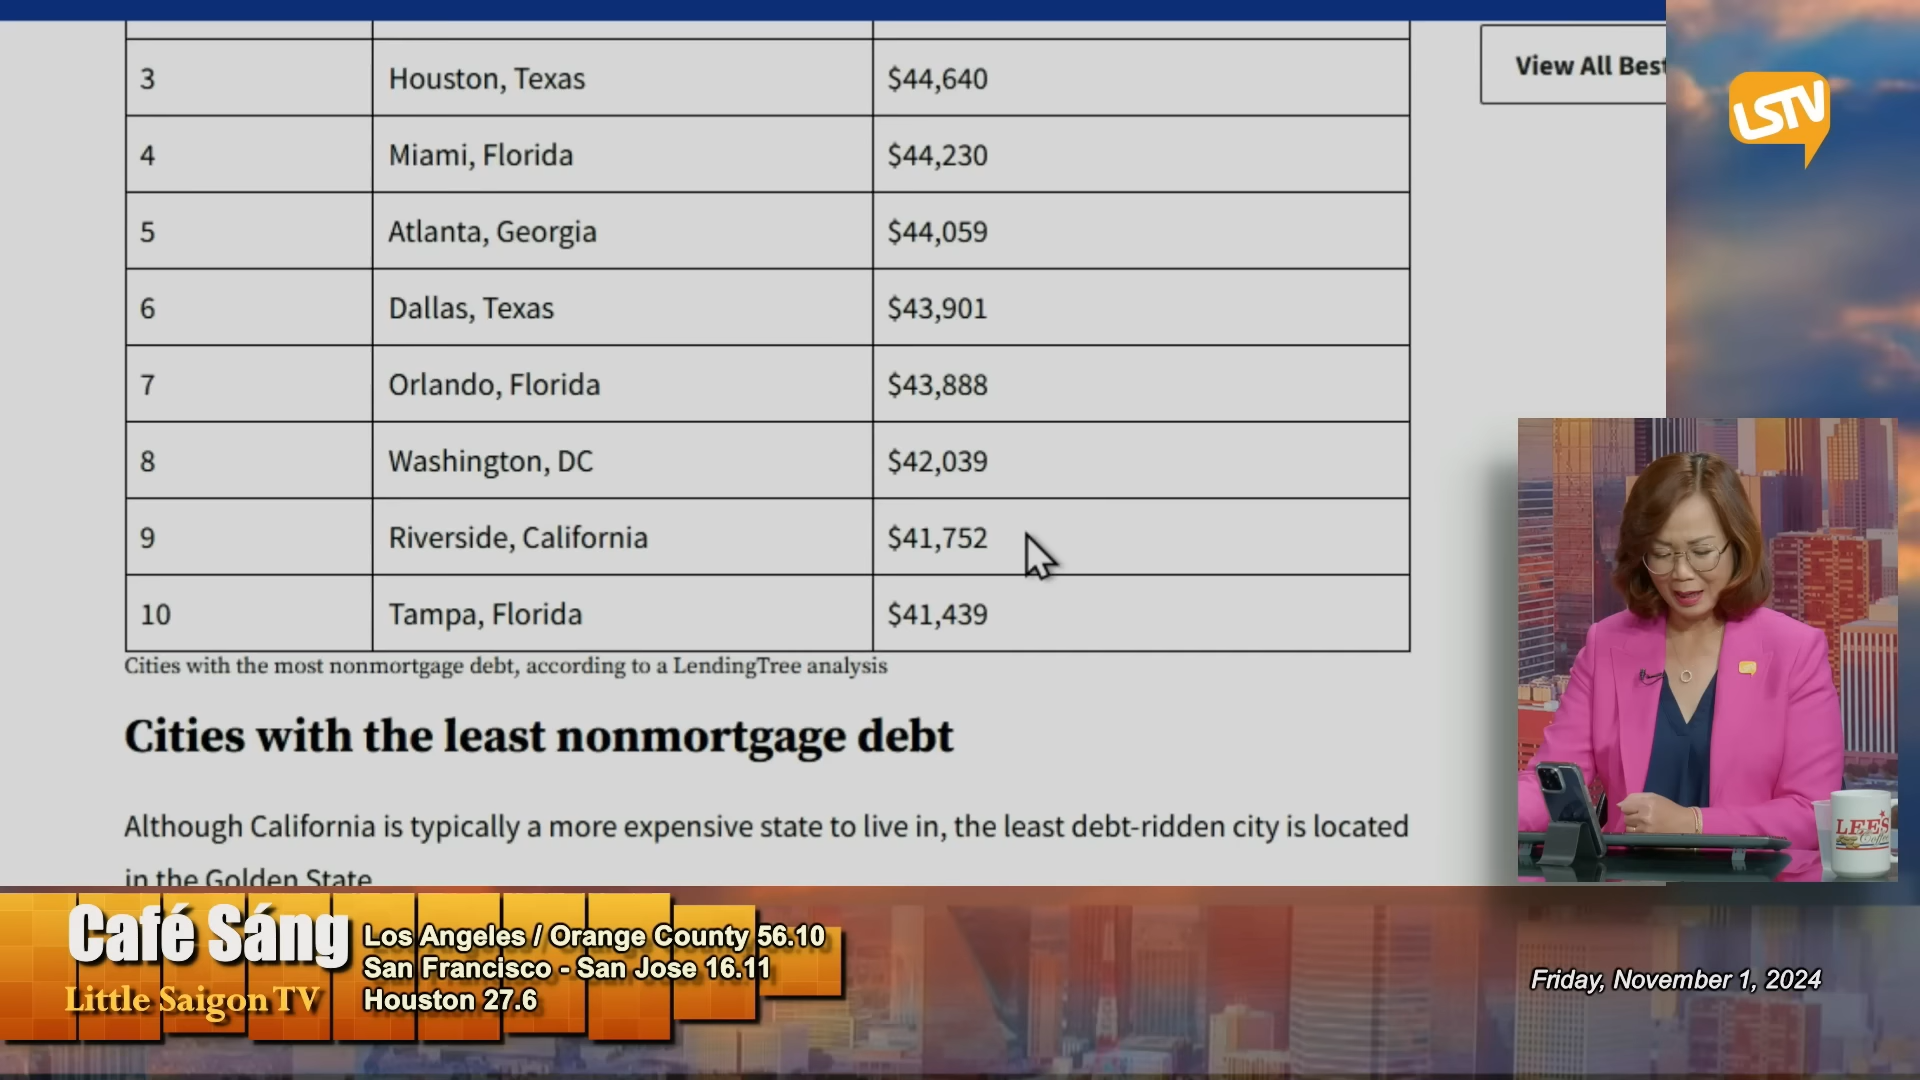 3 Houston, Texas $44,640
View All Best
LSTV
4 Miami, Florida $44,230
5 Atlanta, Georgia $44,059
6 Dallas, Texas $43,901
7 Orlando, Florida $43,888
8 Washington, DC $42,039
9 Riverside, California $41,752
10 Tampa, Florida $41,439
Cities with the most nonmortgage debt, according to a LendingTree analysis
Cities with the least nonmortgage debt
Although California is typically a more expensive state to live in, the least debt-ridden city is located
in the Golden State
LEE'S
Coffee
Café Sáng
Little Saigon TV
Los Angeles / Orange County 56.10
San Francisco - San Jose 16.11
Houston 27.6
Friday, November 1, 2024